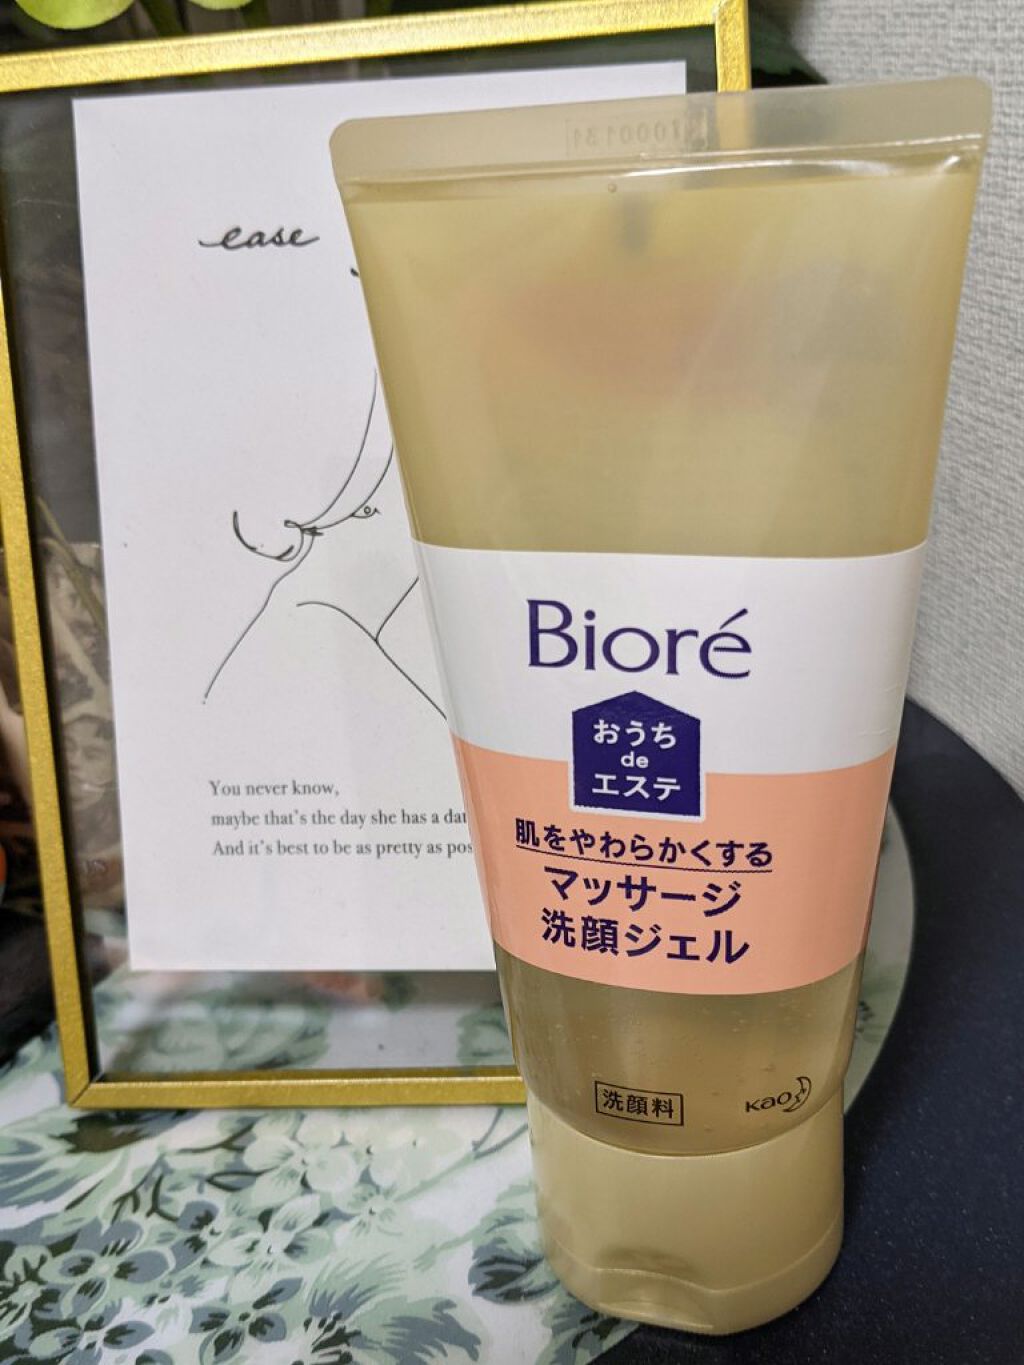 ease
You never know,
maybe that's the day she has a dat
And it's best to be as pretty as pos
Bioré
おうち
de
エステ
肌をやわらかくする
マッサージ
洗顔ジェル
洗顔料
Kao